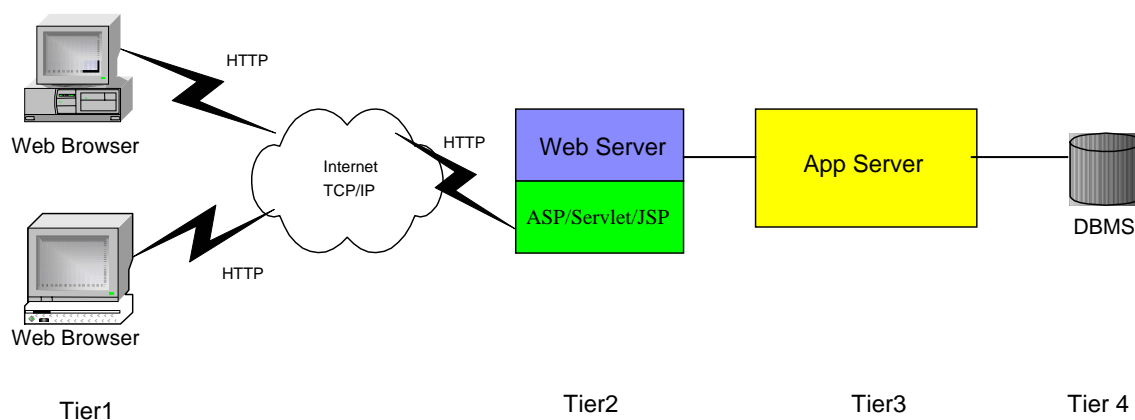 HTTP
Web Browser
Internet
TCP/IP
HTTP
Web Server
ASP/Servlet/JSP
App Server
DBMS
HTTP
Web Browser
Tier1
Tier2
Tier3
Tier 4